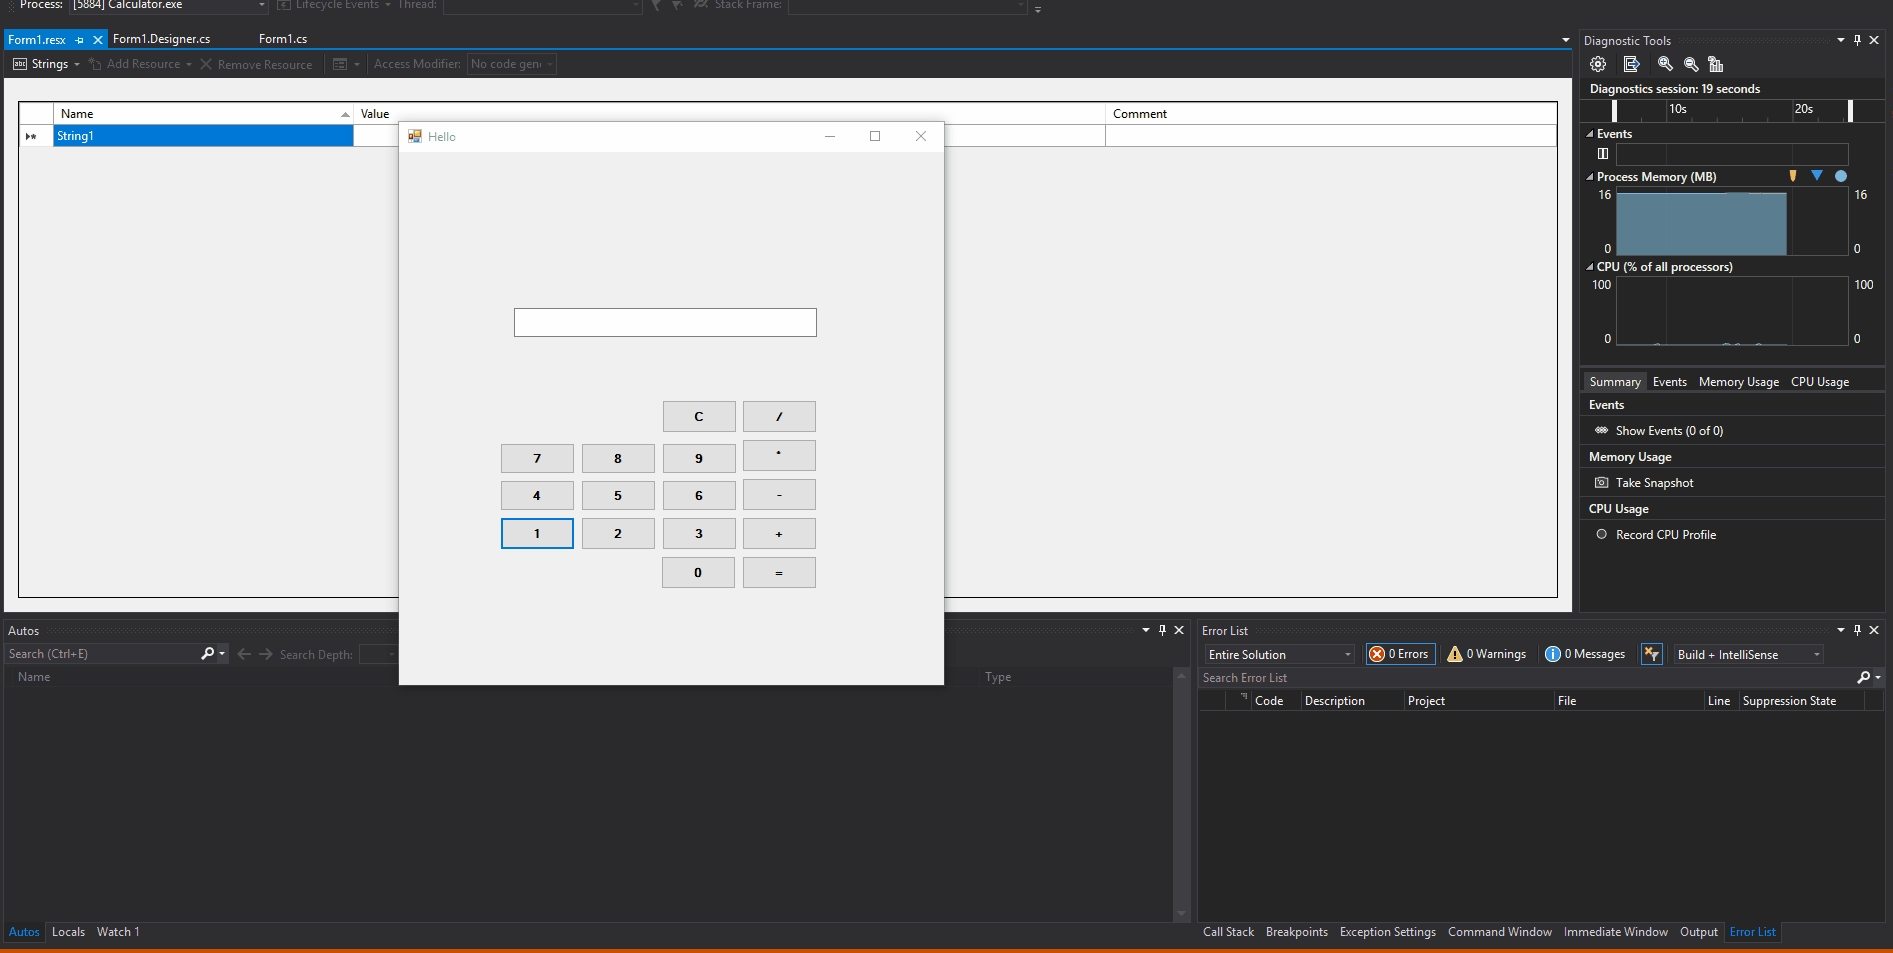 Process: [5884] Calculator.exe Lifecycle Events Thread: Stack Frame:
Form1.resx Form1.Designer.cs Form1.cs
abc Strings Add Resource Remove Resource Access Modifier: No code gen
Name Value Comment
String1
Hello
C /
7 8 9 *
4 5 6 -
1 2 3 +
0 =
Diagnostic Tools
Diagnostics session: 19 seconds
10s 20s
Events
Process Memory (MB)
16 16
0 0
CPU (% of all processors)
100 100
0 0
Summary Events Memory Usage CPU Usage
Events
Show Events (0 of 0)
Memory Usage
Take Snapshot
CPU Usage
Record CPU Profile
Autos
Search (Ctrl+E) Search Depth:
Name Type
Autos Locals Watch 1
Error List
Entire Solution 0 Errors 0 Warnings 0 Messages Build + IntelliSense
Search Error List
Code Description Project File Line Suppression State
Call Stack Breakpoints Exception Settings Command Window Immediate Window Output Error List